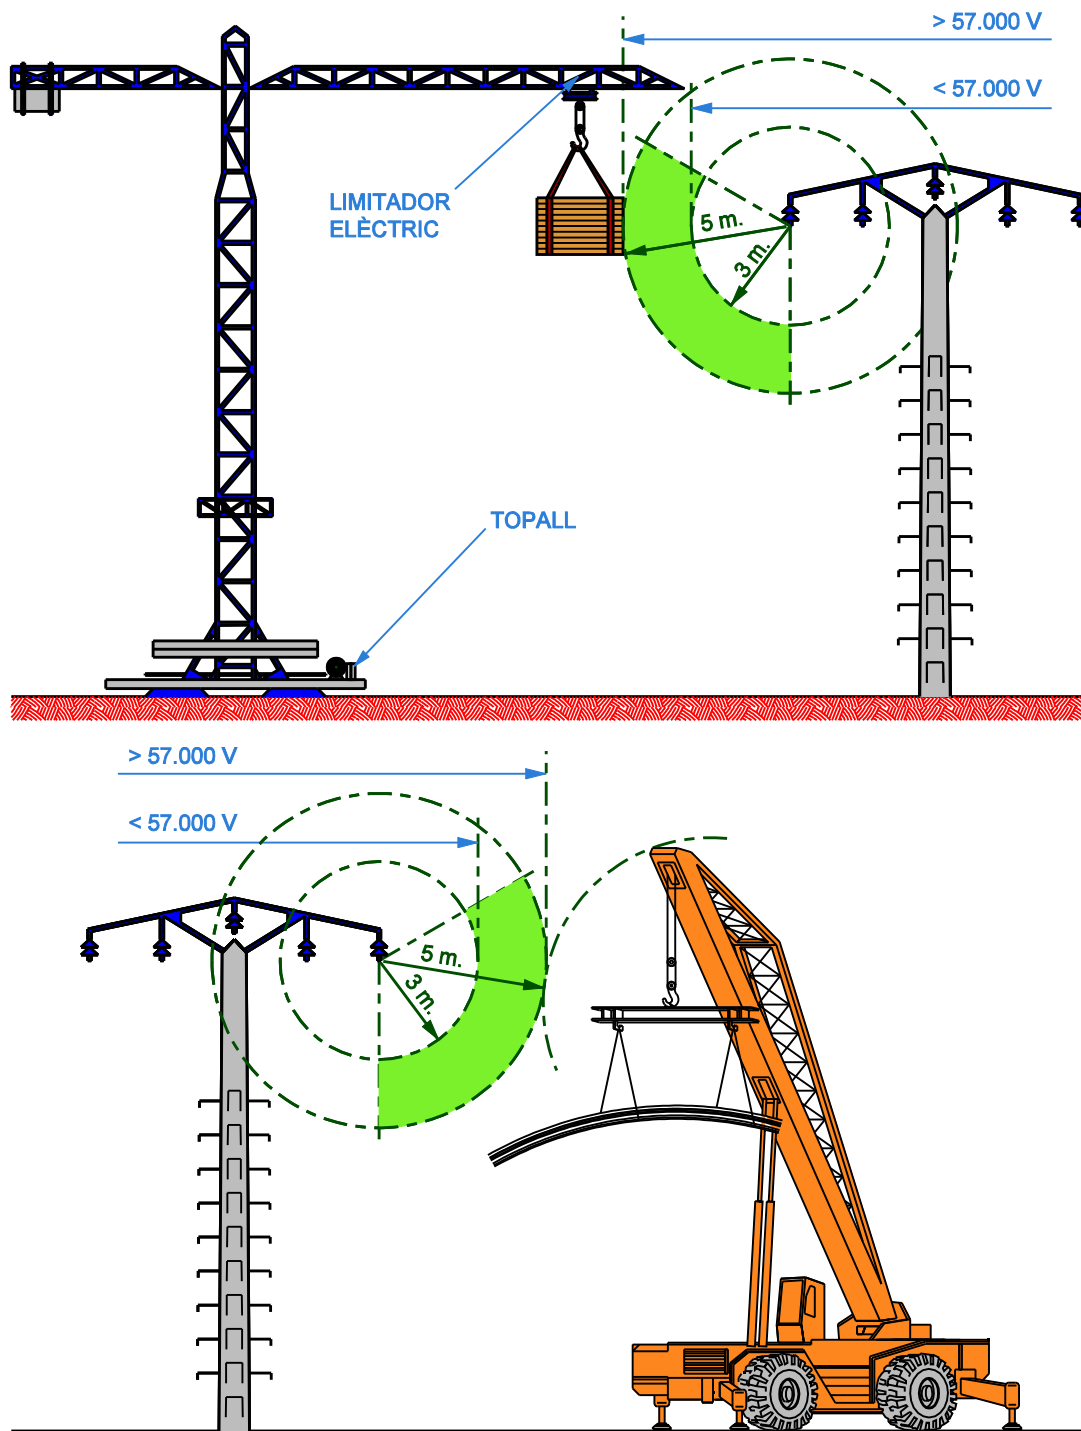 > 57.000 V
< 57.000 V
LIMITADOR
ELÈCTRIC
5 m.
3 m.
TOPALL
> 57.000 V
< 57.000 V
5 m.
3 m.